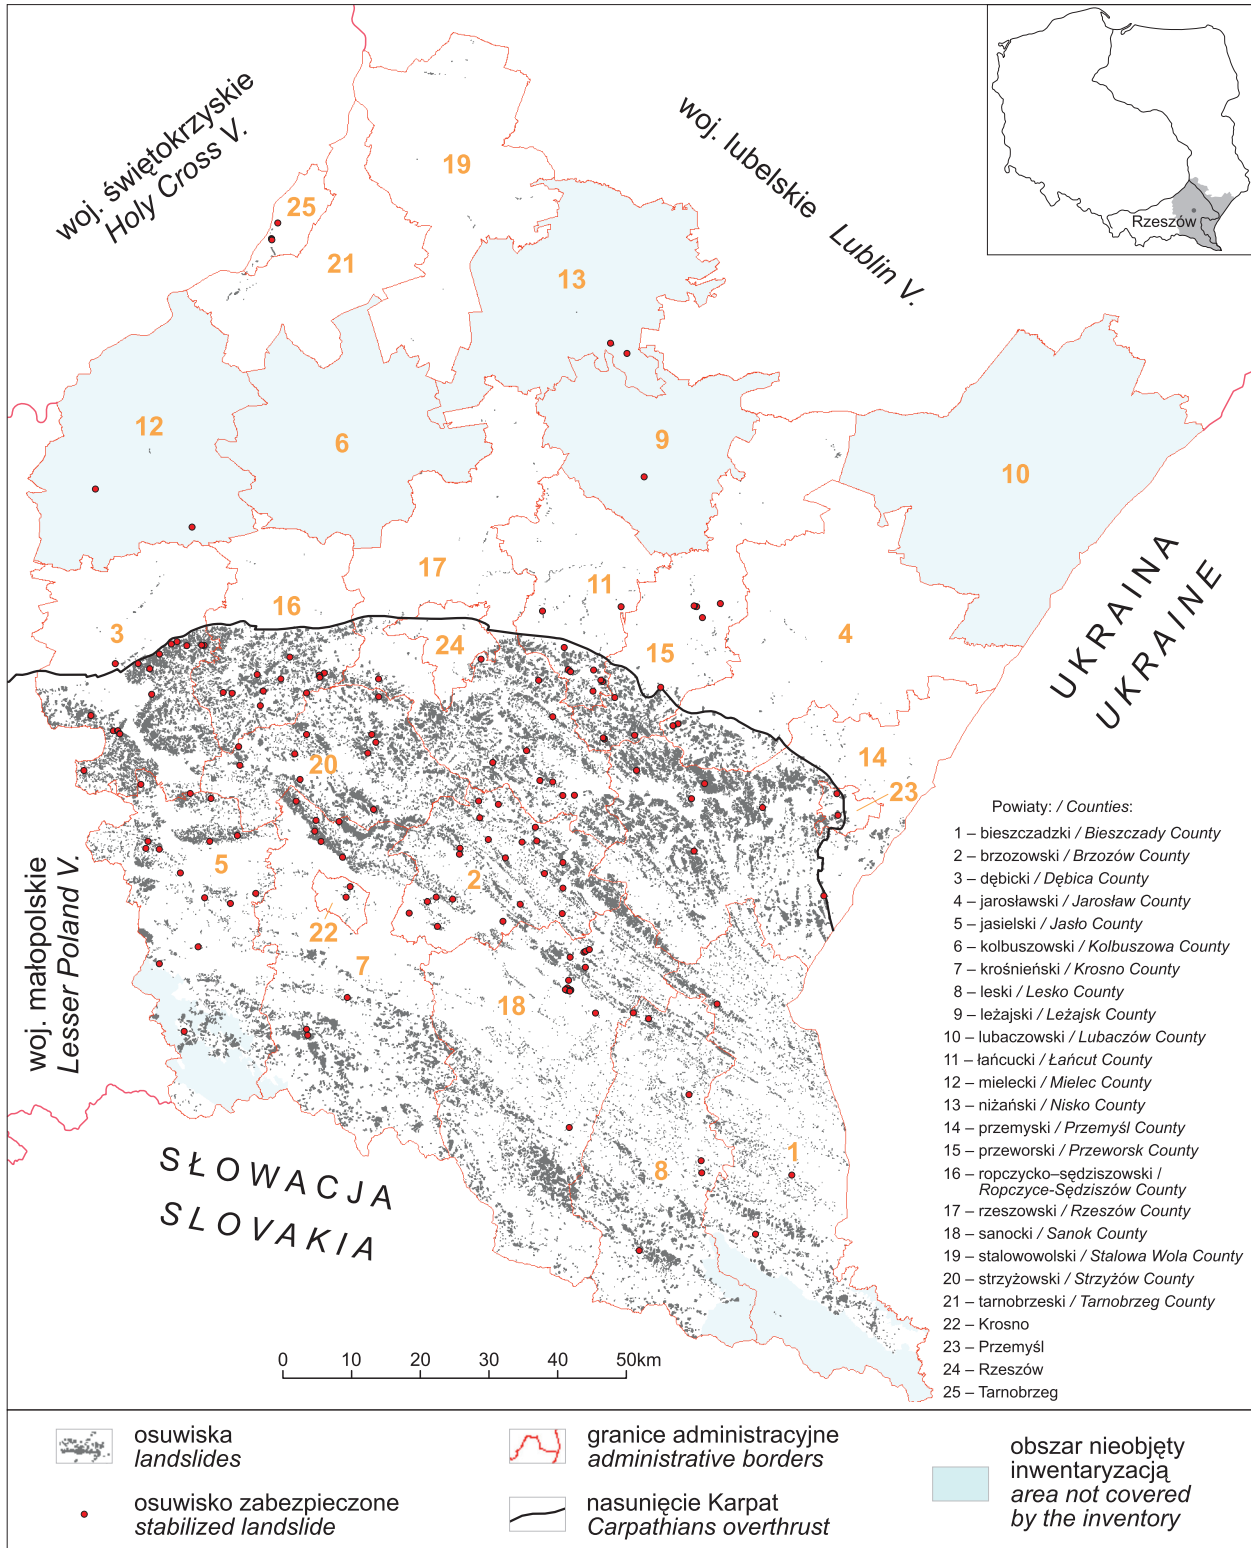 woj. świętokrzyskie
Holy Cross V.
woj. lubelskie Lublin V.
Rzeszów
19
25
21
13
12
6
9
10
17
11
16
3
24
15
4
14
23
20
5
2
22
7
18
8
1
UKRAINA
UKRAINE
woj. małopolskie
Lesser Poland V.
SŁOWACJA
SLOVAKIA
0 10 20 30 40 50km
Powiaty: / Counties:
1 – bieszczadzki / Bieszczady County
2 – brzozowski / Brzozów County
3 – dębicki / Dębica County
4 – jarosławski / Jarosław County
5 – jasielski / Jasło County
6 – kolbuszowski / Kolbuszowa County
7 – krośnieński / Krosno County
8 – leski / Lesko County
9 – leżajski / Leżajsk County
10 – lubaczowski / Lubaczów County
11 – łańcucki / Łańcut County
12 – mielecki / Mielec County
13 – niżański / Nisko County
14 – przemyski / Przemyśl County
15 – przeworski / Przeworsk County
16 – ropczycko–sędziszowski /
Ropczyce-Sędziszów County
17 – rzeszowski / Rzeszów County
18 – sanocki / Sanok County
19 – stalowowolski / Stalowa Wola County
20 – strzyżowski / Strzyżów County
21 – tarnobrzeski / Tarnobrzeg County
22 – Krosno
23 – Przemyśl
24 – Rzeszów
25 – Tarnobrzeg
osuwiska
landslides
osuwisko zabezpieczone
stabilized landslide
granice administracyjne
administrative borders
nasunięcie Karpat
Carpathians overthrust
obszar nieobjęty
inwentaryzacją
area not covered
by the inventory